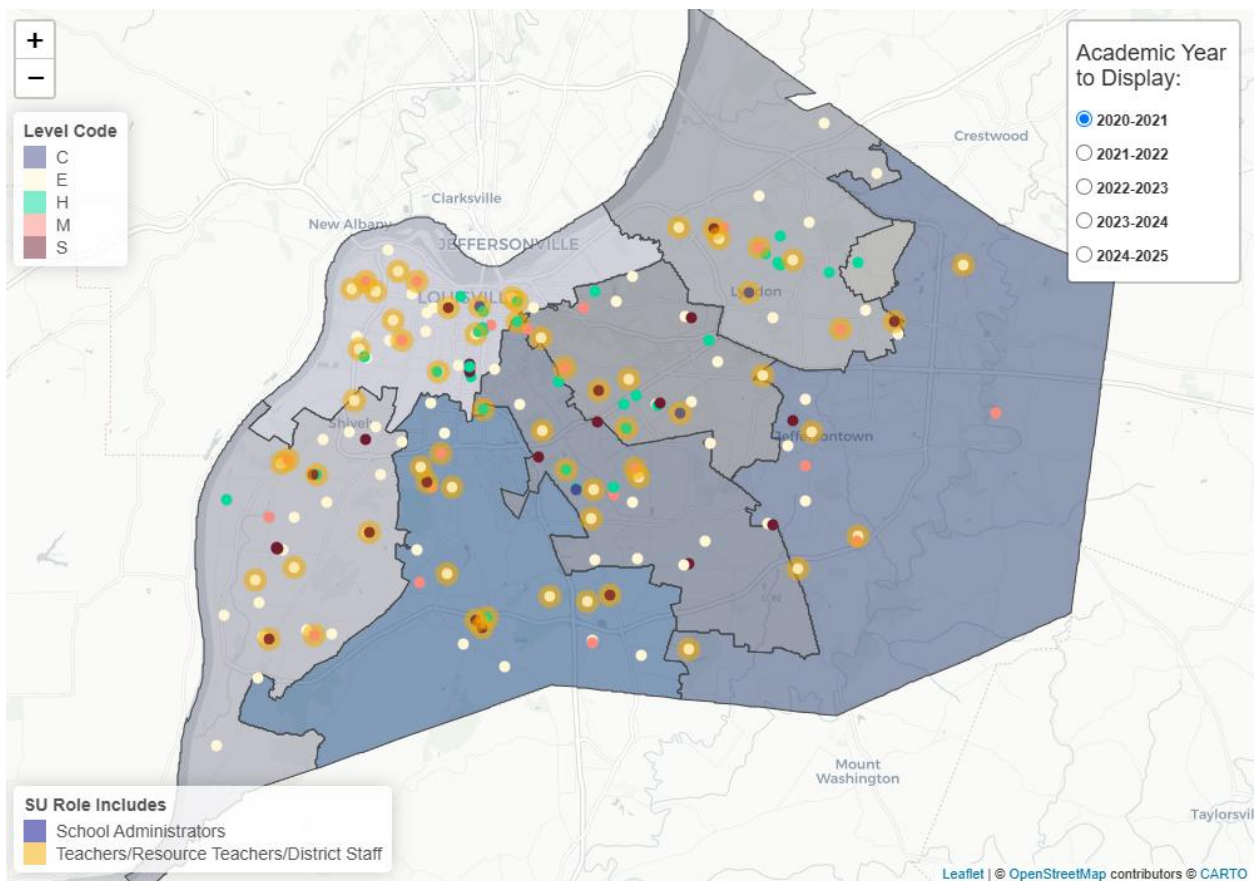 +
−
Academic Year
to Display:
2020-2021
2021-2022
2022-2023
2023-2024
2024-2025
Level Code
C
E
H
M
S
Crestwood
Clarksville
New Albany
JEFFERSONVILLE
LOUISVILLE
Lyndon
Shively
Jeffersontown
Mount
Washington
Taylorsvil
SU Role Includes
School Administrators
Teachers/Resource Teachers/District Staff
Leaflet | © OpenStreetMap contributors © CARTO